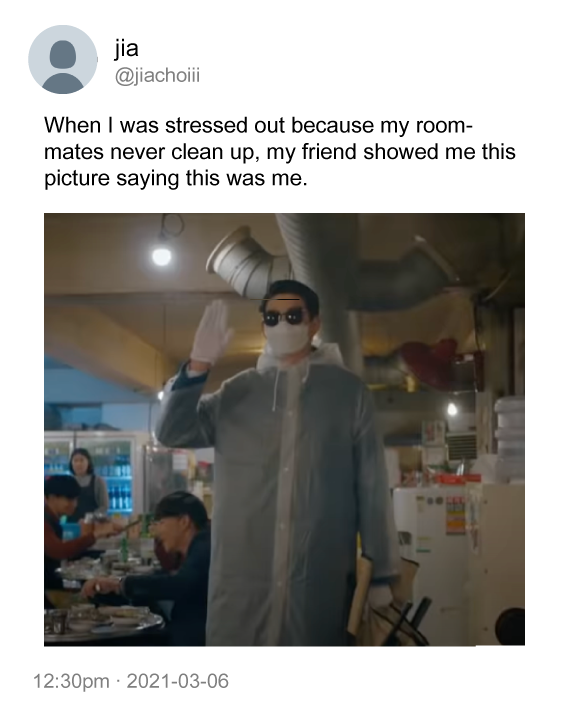 jia
@jiachoiii
When I was stressed out because my room-
mates never clean up, my friend showed me this
picture saying this was me.
12:30pm · 2021-03-06